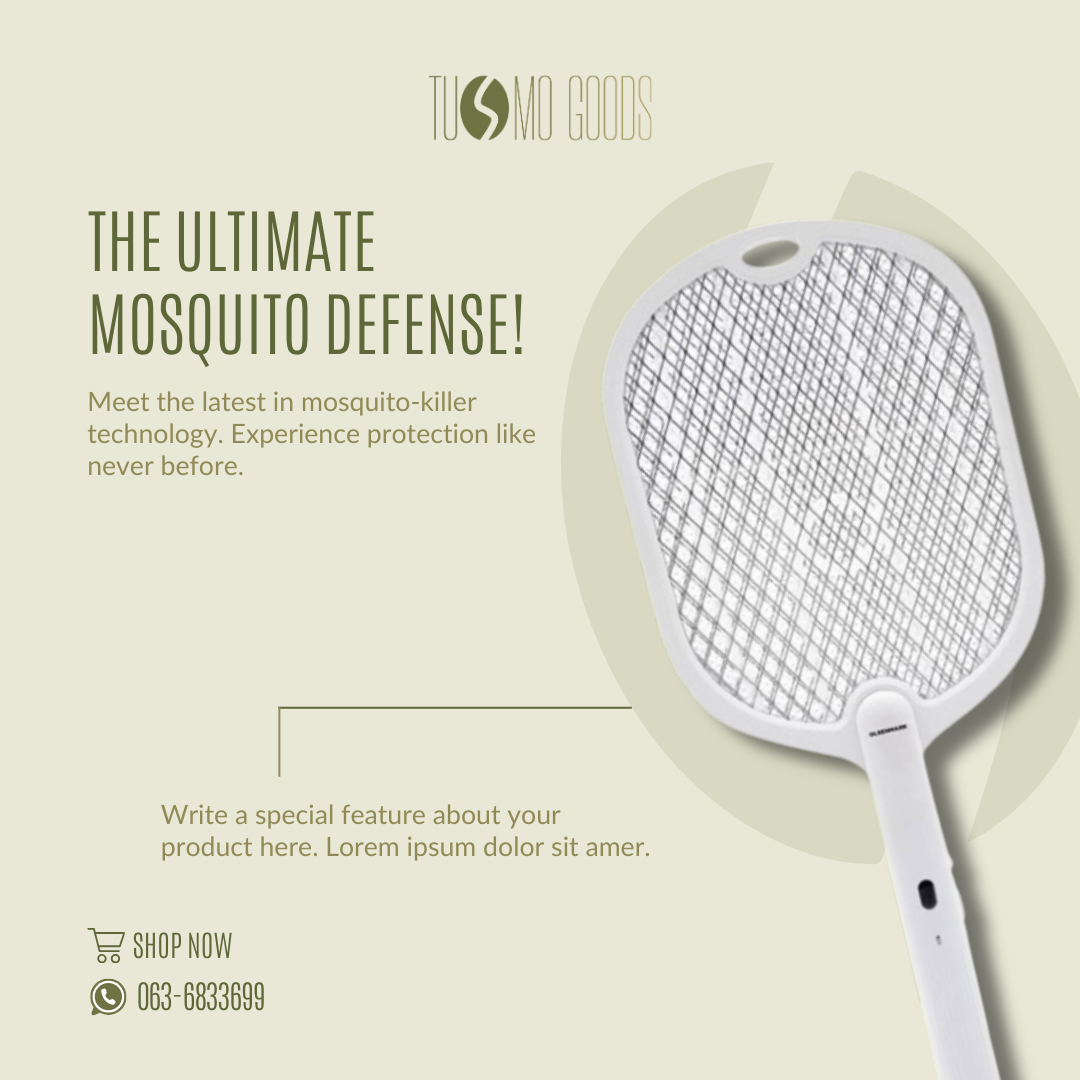 TUSMO GOODS
THE ULTIMATE
MOSQUITO DEFENSE!
Meet the latest in mosquito-killer
technology. Experience protection like
never before.
OLSENMARK
Write a special feature about your
product here. Lorem ipsum dolor sit amer.
SHOP NOW
063-6833699